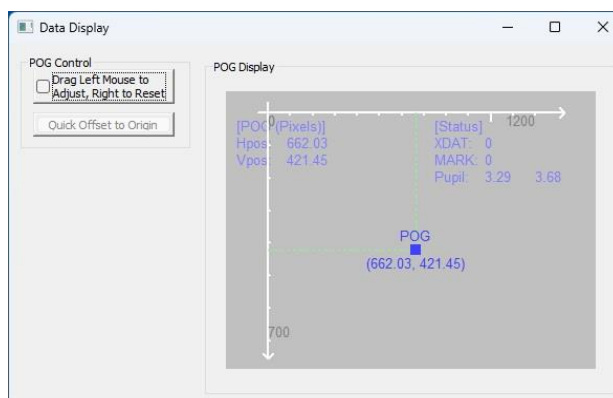 Data Display
POG Control
Drag Left Mouse to
Adjust, Right to Reset
Quick Offset to Origin
POG Display
0
1200
[POG (Pixels)]
Hpos: 662.03
Vpos: 421.45
[Status]
XDAT: 0
MARK: 0
Pupil: 3.29 3.68
POG
(662.03, 421.45)
700